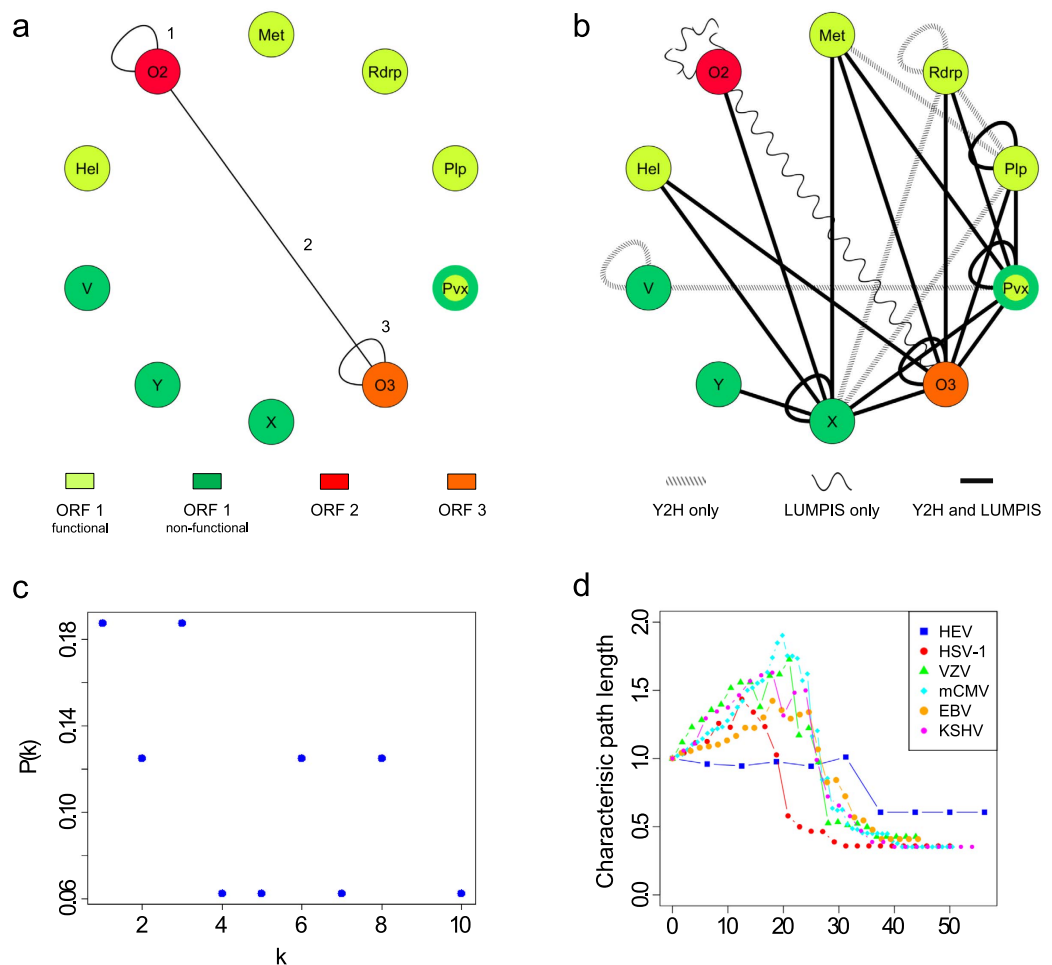 a
1
O2
Met
Rdrp
Hel
Plp
2
V
Pvx
3
Y
O3
X
ORF 1
functional
ORF 1
non-functional
ORF 2
ORF 3
b
Met
O2
Rdrp
Hel
Plp
V
Pvx
Y
O3
X
Y2H only
LUMPIS only
Y2H and LUMPIS
c
P(k)
0.18
0.14
0.10
0.06
2 4 6 8 10
k
d
Characterisic path length
2.0
1.5
1.0
0.5
0.0
0 10 20 30 40 50
HEV
HSV-1
VZV
mCMV
EBV
KSHV